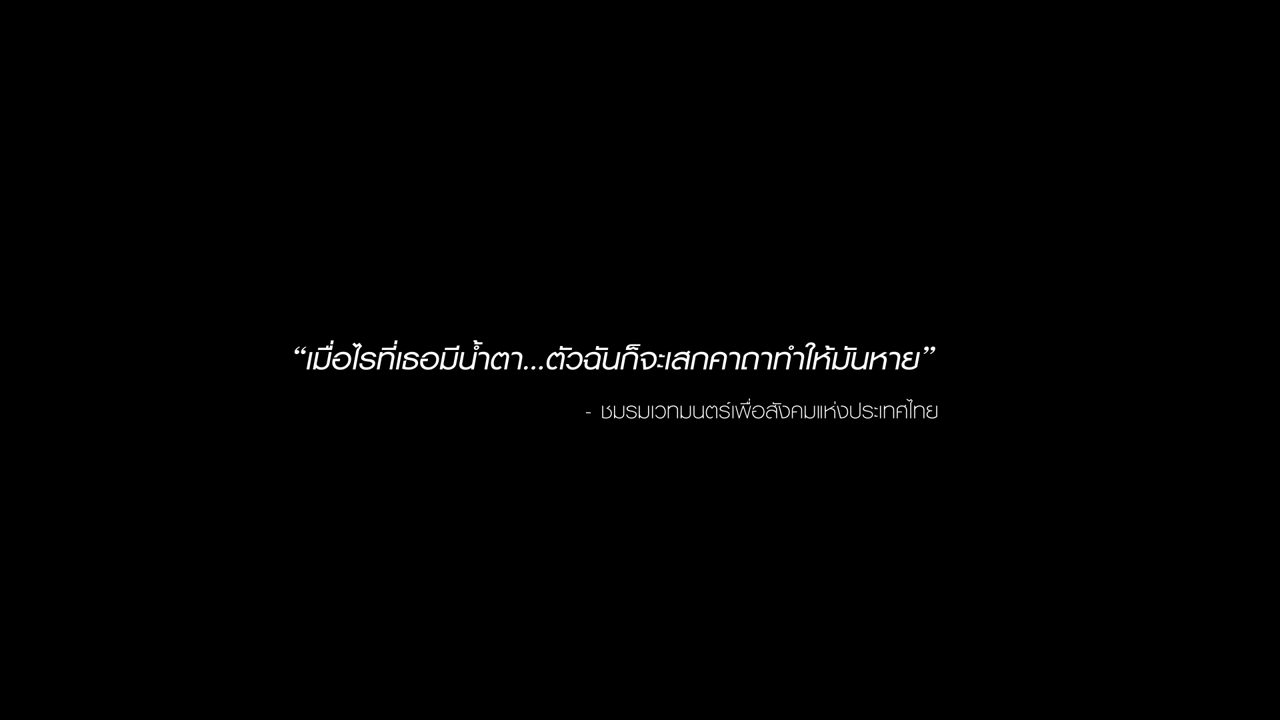 “เมื่อไรที่เธอมีน้ำตา...ตัวฉันก็จะเสกคาถาทำให้มันหาย”
- ชมรมเวทมนตร์เพื่อสังคมแห่งประเทศไทย